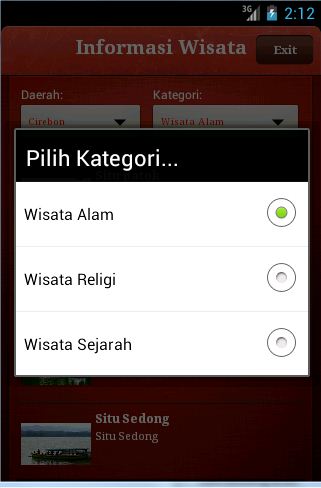 3G 2:12
Informasi Wisata
Exit
Daerah:
Kategori:
Cirebon
Wisata Alam
Pilih Kategori...
Wisata Alam
Wisata Religi
Wisata Sejarah
Situ Sedong
Situ Sedong